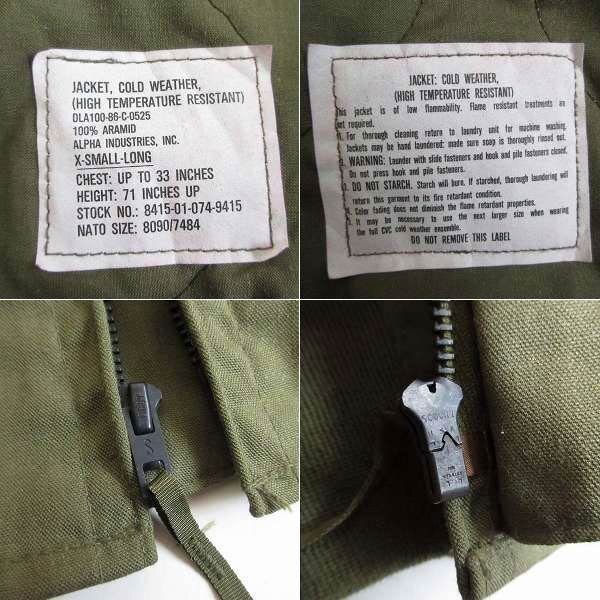 JACKET, COLD WEATHER,
(HIGH TEMPERATURE RESISTANT)
DLA100-86-C-0525
100% ARAMID
ALPHA INDUSTRIES, INC.
X-SMALL-LONG
CHEST: UP TO 33 INCHES
HEIGHT: 71 INCHES UP
STOCK NO.: 8415-01-074-9415
NATO SIZE: 8090/7484
JACKET: COLD WEATHER,
(HIGH TEMPERATURE RESISTANT)
This jacket is of low flammability. Flame resistant treatments are
not required.
For thorough cleaning return to laundry unit for machine washing.
Jackets may be hand laundered: made sure soap is thoroughly rinsed out.
WARNING: Launder with slide fasteners and hook and pile fasteners closed.
Do not press hook and pile fasteners.
DO NOT STARCH. Starch will burn. If starched, thorough laundering will
return this garment to its fire retardant condition.
Color fading does not diminish the flame retardant properties.
It may be necessary to use the next larger size when wearing
the full CVC cold weather ensemble.
DO NOT REMOVE THIS LABEL
S
SCOVILL